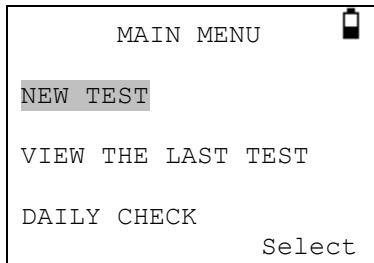 MAIN MENU
NEW TEST
VIEW THE LAST TEST
DAILY CHECK
Select